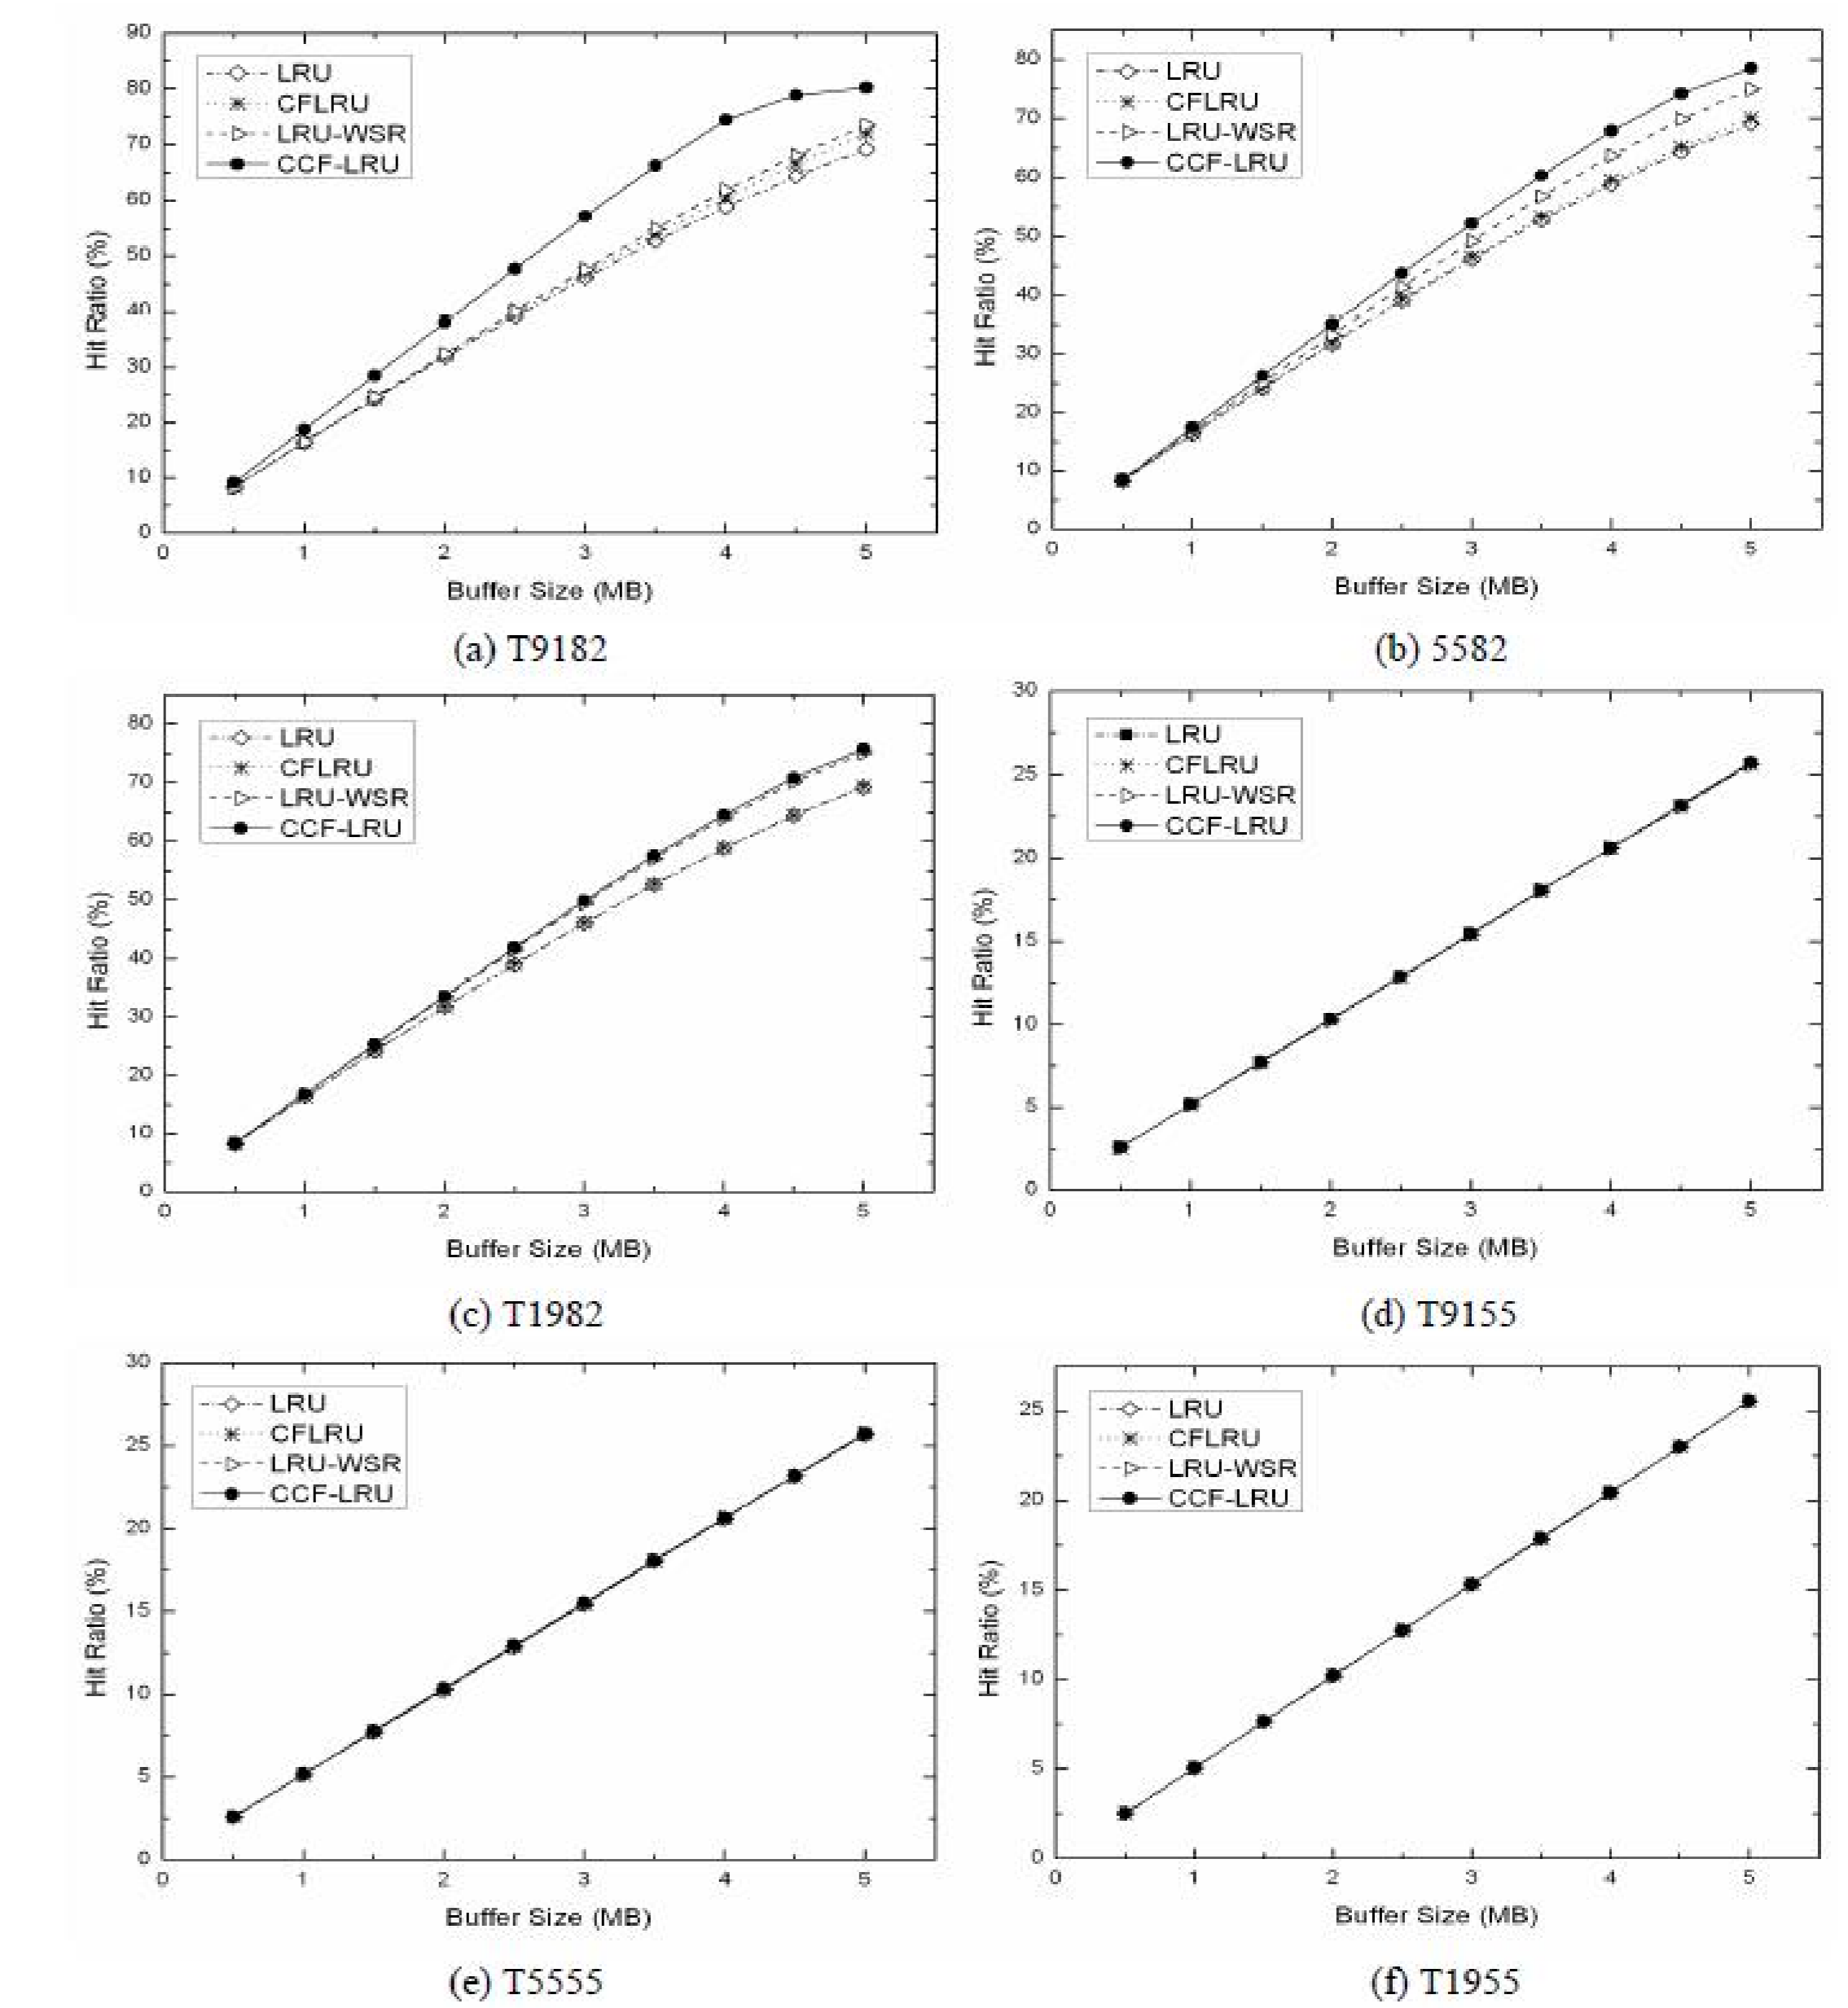 90
80
70
60
50
40
30
20
10
0
Hit Ratio (%)
LRU
CFLRU
LRU-WSR
CCF-LRU
0 1 2 3 4 5
Buffer Size (MB)
(a) T9182
80
70
60
50
40
30
20
10
0
Hit Ratio (%)
LRU
CFLRU
LRU-WSR
CCF-LRU
0 1 2 3 4 5
Buffer Size (MB)
(b) 5582
80
70
60
50
40
30
20
10
0
Hit Ratio (%)
LRU
CFLRU
LRU-WSR
CCF-LRU
0 1 2 3 4 5
Buffer Size (MB)
(c) T1982
30
25
20
15
10
5
0
Hit Ratio (%)
LRU
CFLRU
LRU-WSR
CCF-LRU
0 1 2 3 4 5
Buffer Size (MB)
(d) T9155
30
25
20
15
10
5
0
Hit Ratio (%)
LRU
CFLRU
LRU-WSR
CCF-LRU
0 1 2 3 4 5
Buffer Size (MB)
(e) T5555
25
20
15
10
5
0
Hit Ratio (%)
LRU
CFLRU
LRU-WSR
CCF-LRU
0 1 2 3 4 5
Buffer Size (MB)
(f) T1955